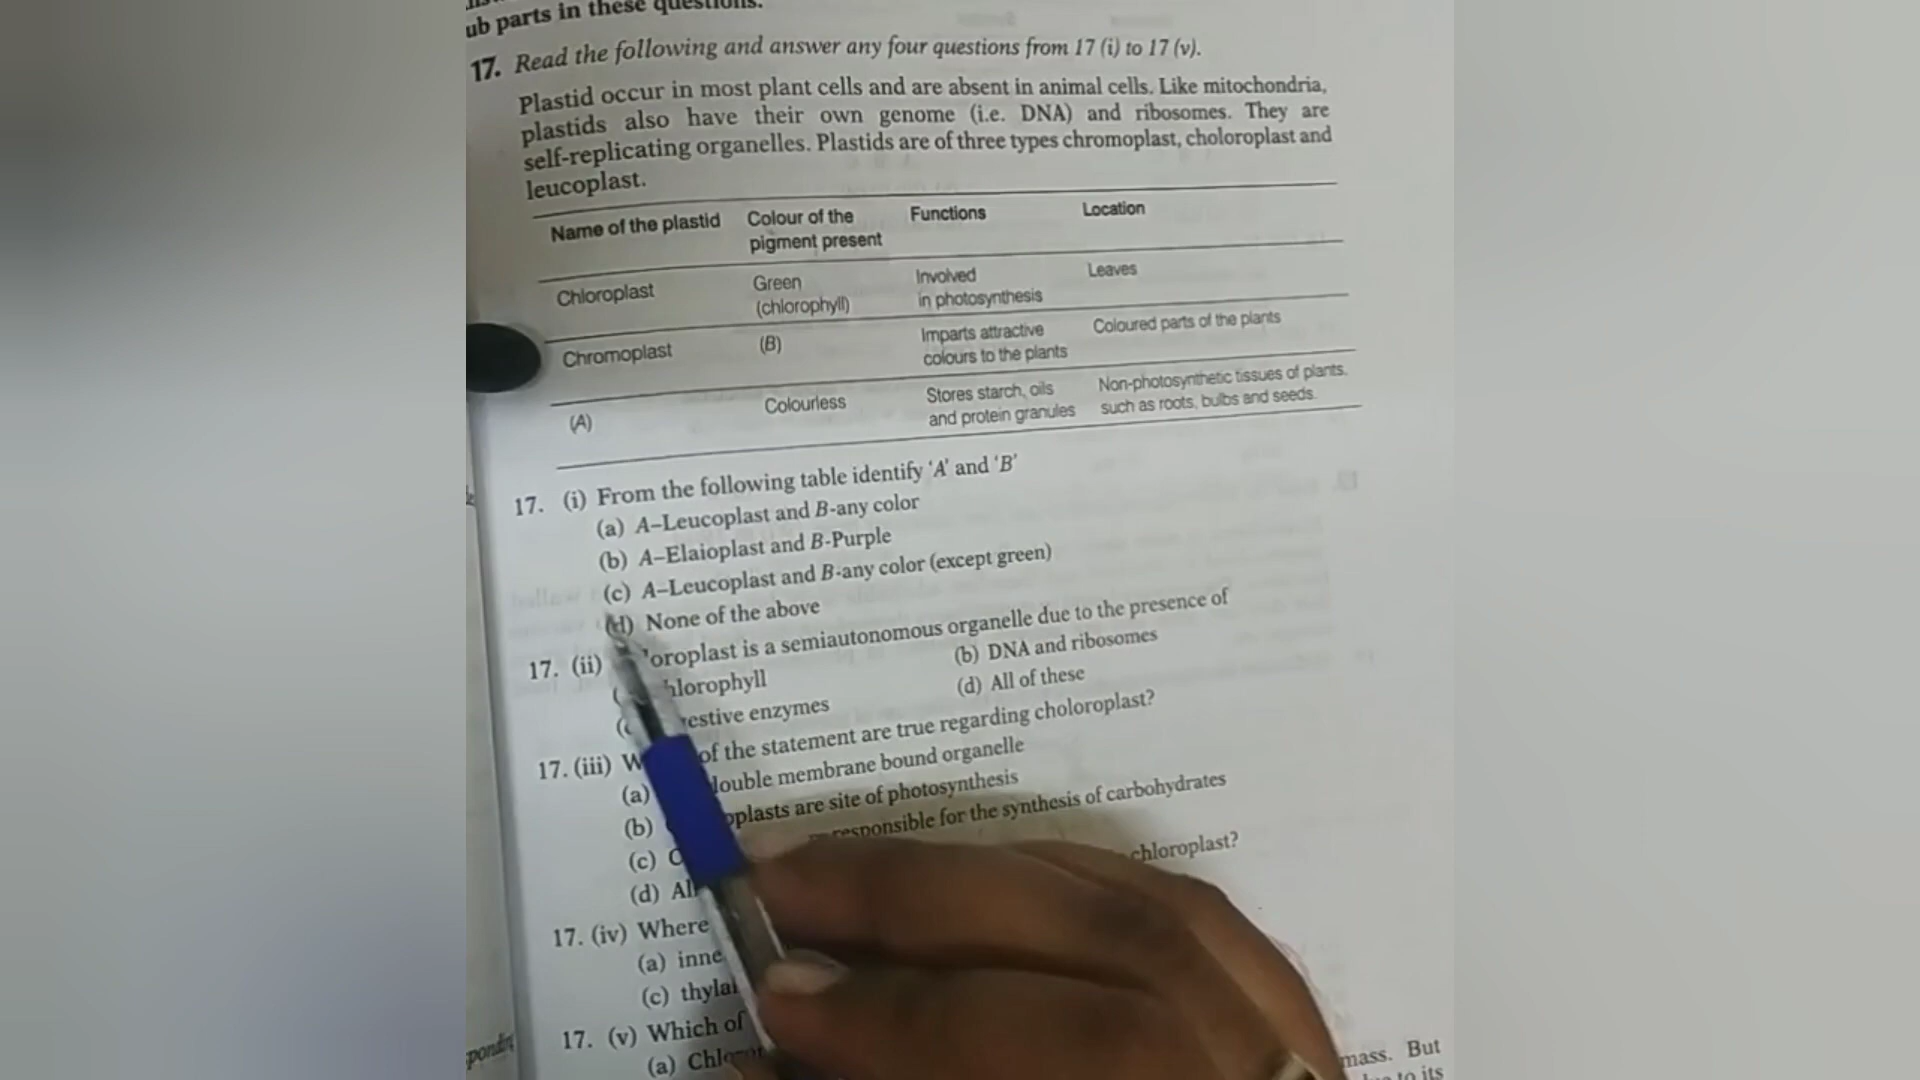 ub parts in these questions.
17. Read the following and answer any four questions from 17 (i) to 17 (v).
Plastid occur in most plant cells and are absent in animal cells. Like mitochondria,
plastids also have their own genome (i.e. DNA) and ribosomes. They are
self-replicating organelles. Plastids are of three types chromoplast, choloroplast and
leucoplast.
Name of the plastid Colour of the pigment present Functions Location
Chloroplast Green (chlorophyll) Involved in photosynthesis Leaves
Chromoplast (B) Imparts attractive colours to the plants Coloured parts of the plants
(A) Colourless Stores starch, oils and protein granules Non-photosynthetic tissues of plants. such as roots, bulbs and seeds.
17. (i) From the following table identify 'A' and 'B'
(a) A–Leucoplast and B-any color
(b) A–Elaioplast and B-Purple
(c) A–Leucoplast and B-any color (except green)
(d) None of the above
17. (ii) oroplast is a semiautonomous organelle due to the presence of
hlorophyll (b) DNA and ribosomes
estive enzymes (d) All of these
17. (iii) W of the statement are true regarding choloroplast?
(a) double membrane bound organelle
(b) oplasts are site of photosynthesis
(c) C responsible for the synthesis of carbohydrates
(d) All
17. (iv) Where chloroplast?
(a) inne
(c) thyla
17. (v) Which of
(a) Chlor
mass. But
to its